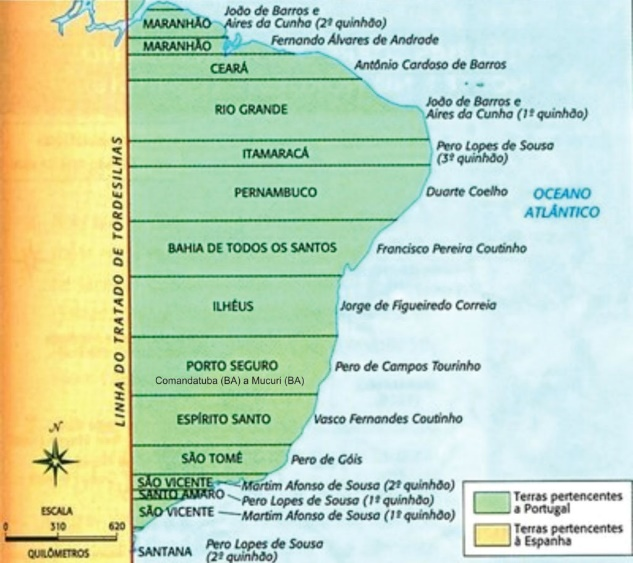 João de Barros e
MARANHÃO Aires da Cunha (2º quinhão)
MARANHÃO Fernando Álvares de Andrade
CEARÁ Antônio Cardoso de Barros
João de Barros e
RIO GRANDE Aires da Cunha (1º quinhão)
Pero Lopes de Sousa
ITAMARACÁ (3º quinhão)
PERNAMBUCO Duarte Coelho
OCEANO
ATLÂNTICO
BAHIA DE TODOS OS SANTOS Francisco Pereira Coutinho
ILHÉUS Jorge de Figueiredo Correia
PORTO SEGURO Pero de Campos Tourinho
Comandatuba (BA) a Mucuri (BA)
ESPÍRITO SANTO Vasco Fernandes Coutinho
SÃO TOMÉ Pero de Góis
SÃO VICENTE Martim Afonso de Sousa (2º quinhão)
SANTO AMARO Pero Lopes de Sousa (1º quinhão)
SÃO VICENTE Martim Afonso de Sousa (1º quinhão)
SANTANA Pero Lopes de Sousa
(2º quinhão)
LINHA DO TRATADO DE TORDESILHAS
N
ESCALA
0 310 620
QUILÔMETROS
Terras pertencentes
a Portugal
Terras pertencentes
à Espanha